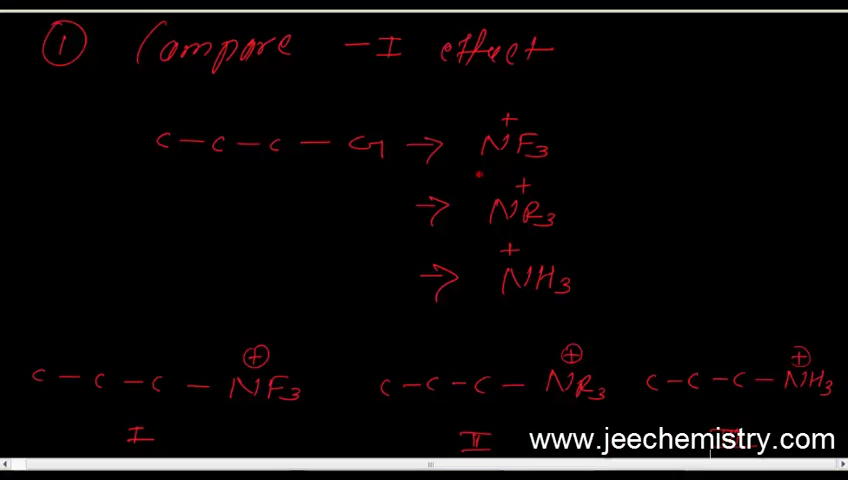 ① Compare -I effect
C - C - C - G → N⁺F₃
→ N⁺R₃
→ N⁺H₃
C - C - C - N⊕F₃ C - C - C - N⊕R₃ C - C - C - N⊕H₃
I II
www.jeechemistry.com